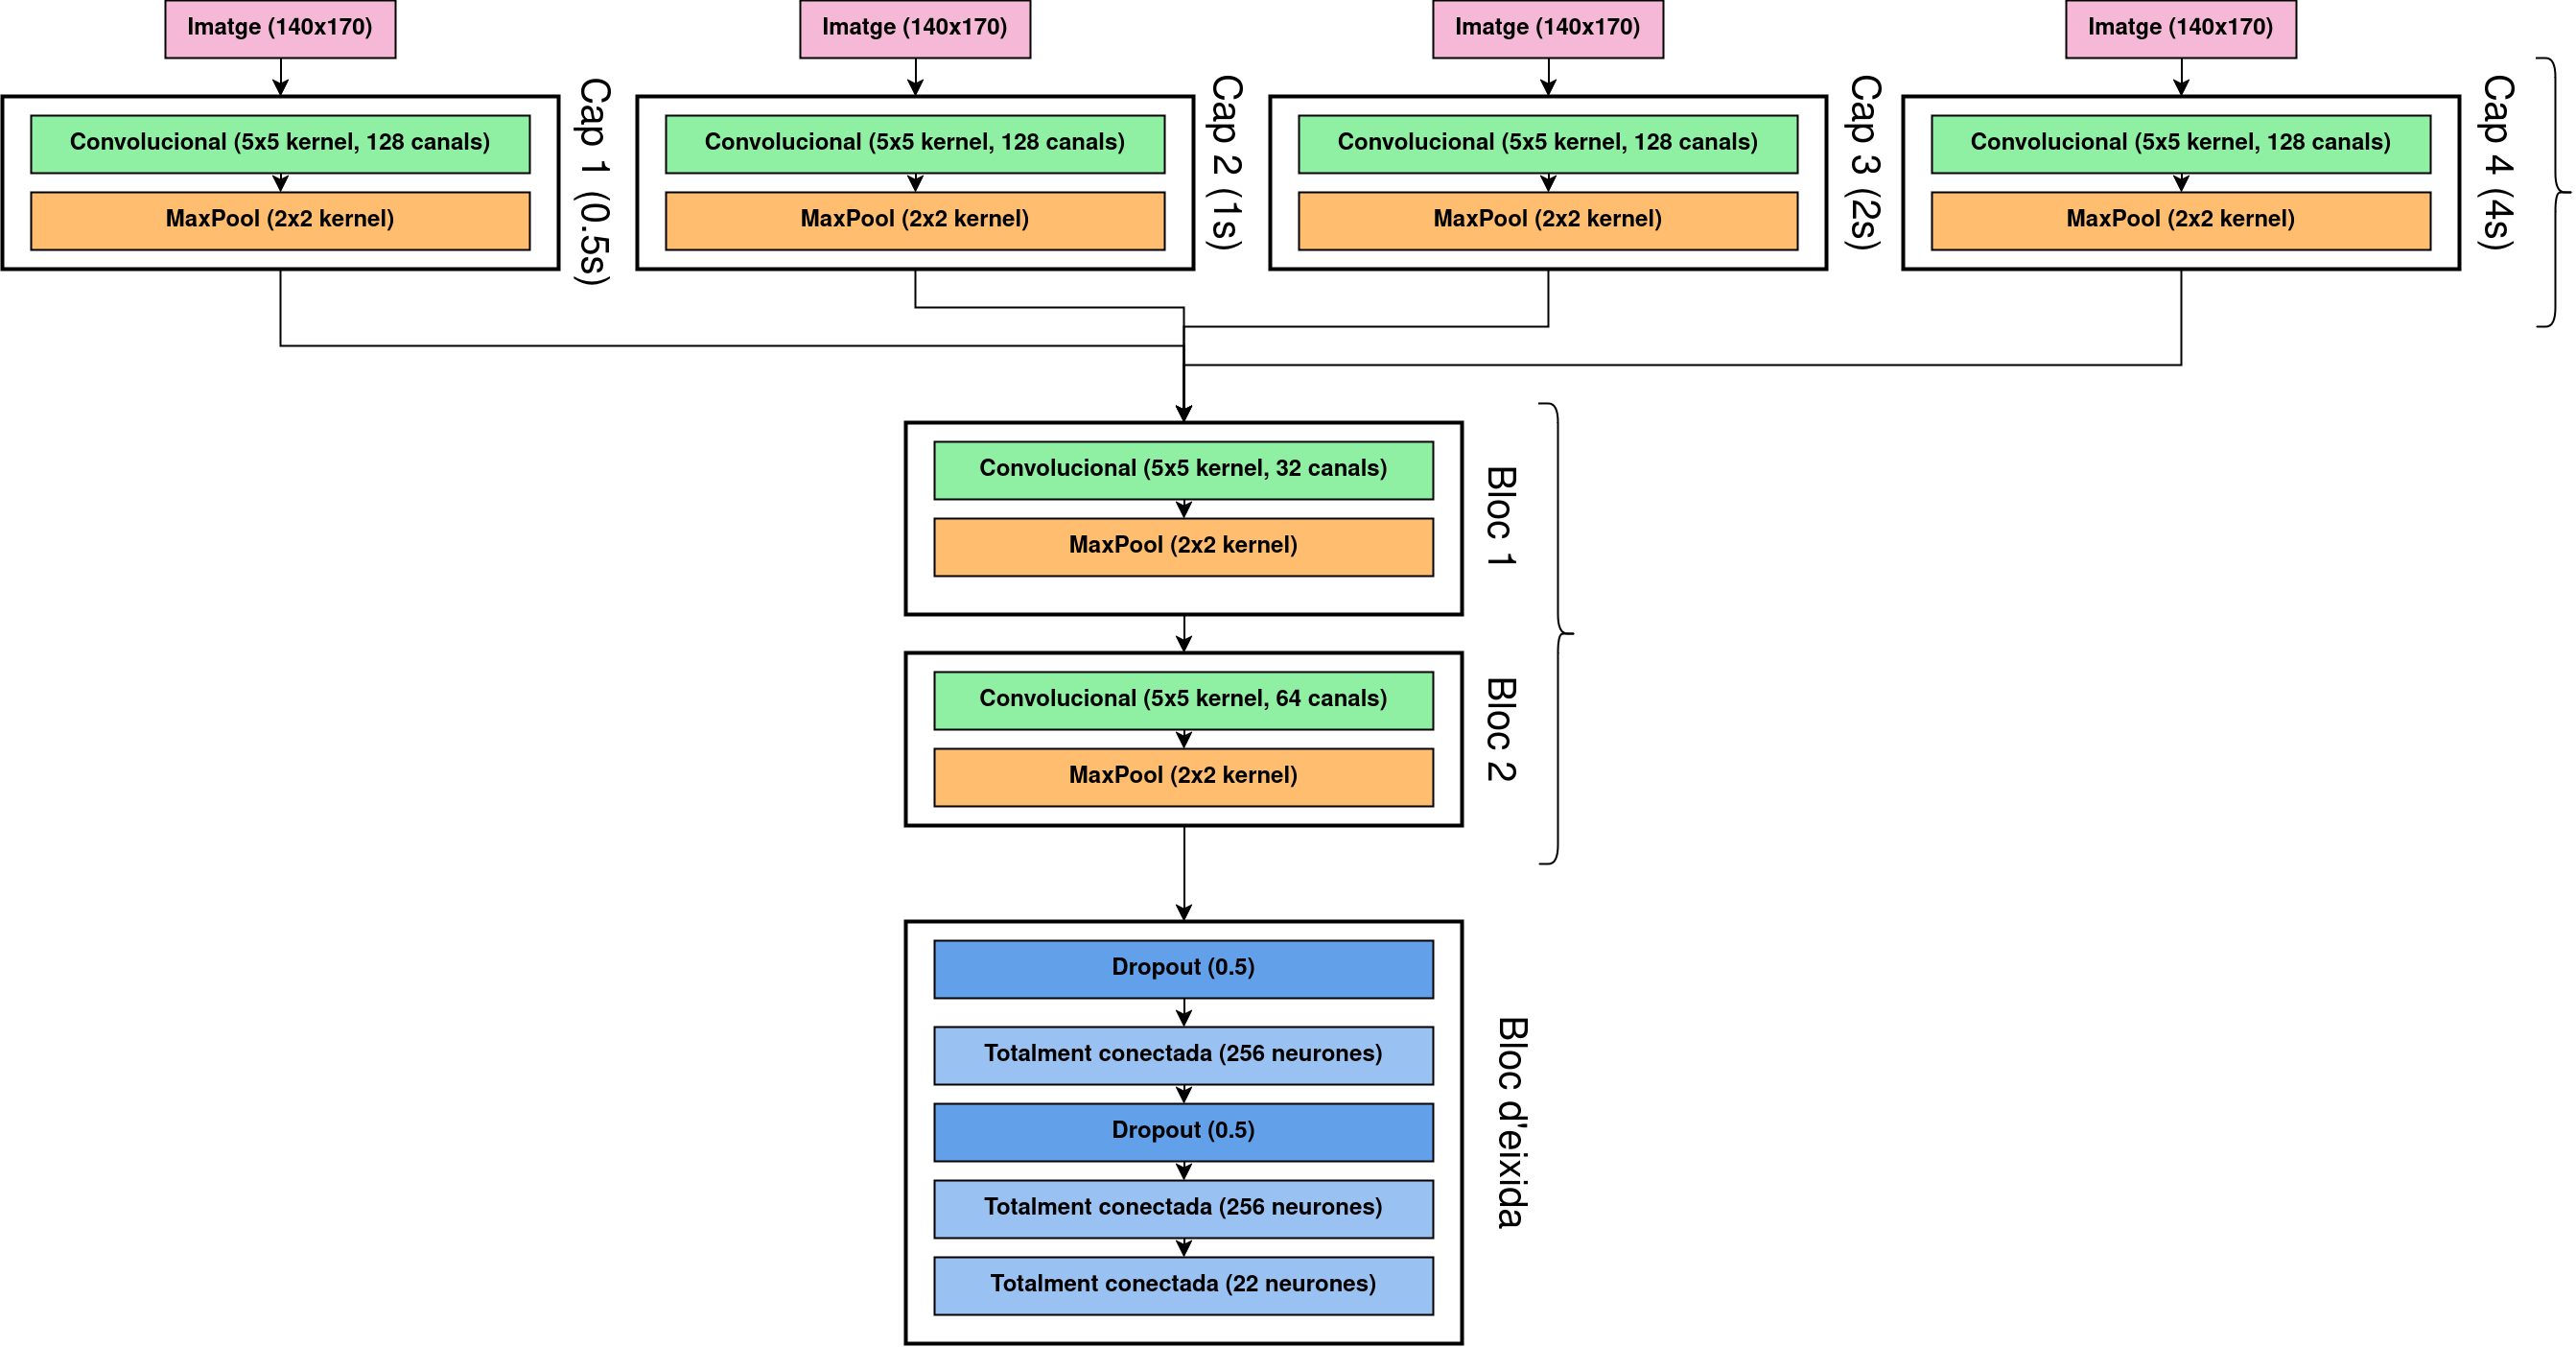 Imatge (140x170)
Imatge (140x170)
Imatge (140x170)
Imatge (140x170)
Convolucional (5x5 kernel, 128 canals)
MaxPool (2x2 kernel)
Cap 1 (0.5s)
Convolucional (5x5 kernel, 128 canals)
MaxPool (2x2 kernel)
Cap 2 (1s)
Convolucional (5x5 kernel, 128 canals)
MaxPool (2x2 kernel)
Cap 3 (2s)
Convolucional (5x5 kernel, 128 canals)
MaxPool (2x2 kernel)
Cap 4 (4s)
Convolucional (5x5 kernel, 32 canals)
MaxPool (2x2 kernel)
Bloc 1
Convolucional (5x5 kernel, 64 canals)
MaxPool (2x2 kernel)
Bloc 2
Dropout (0.5)
Totalment conectada (256 neurones)
Dropout (0.5)
Totalment conectada (256 neurones)
Totalment conectada (22 neurones)
Bloc d'eixida